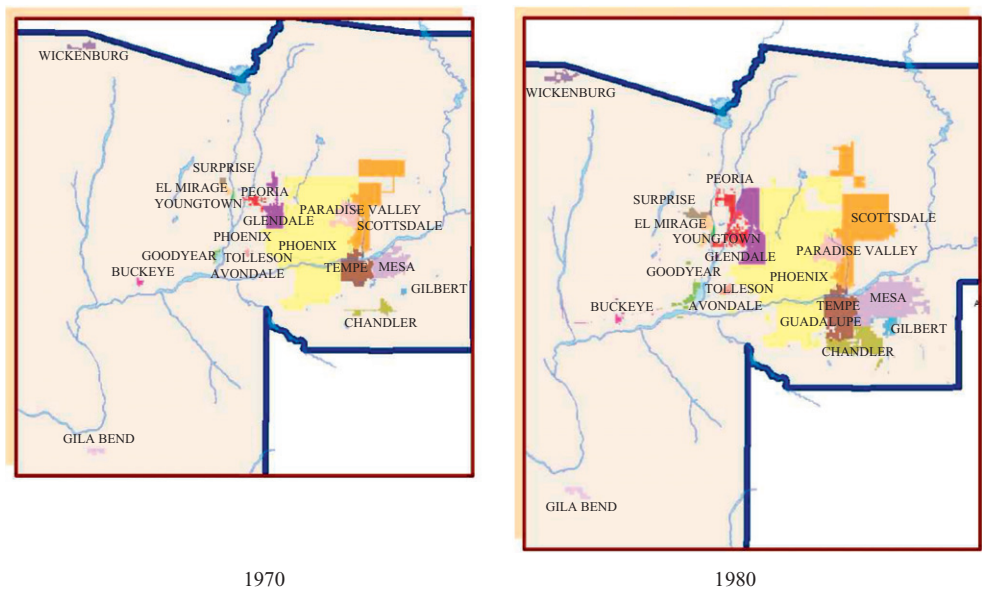 WICKENBURG
SURPRISE
EL MIRAGE
PEORIA
YOUNGTOWN
GLENDALE
PARADISE VALLEY
SCOTTSDALE
PHOENIX
PHOENIX
GOODYEAR
TOLLESON
BUCKEYE
AVONDALE
TEMPE
MESA
GILBERT
CHANDLER
GILA BEND
1970
WICKENBURG
PEORIA
SURPRISE
EL MIRAGE
SCOTTSDALE
YOUNGTOWN
GLENDALE
PARADISE VALLEY
GOODYEAR
PHOENIX
TOLLESON
BUCKEYE
AVONDALE
TEMPE
MESA
GUADALUPE
GILBERT
CHANDLER
GILA BEND
1980